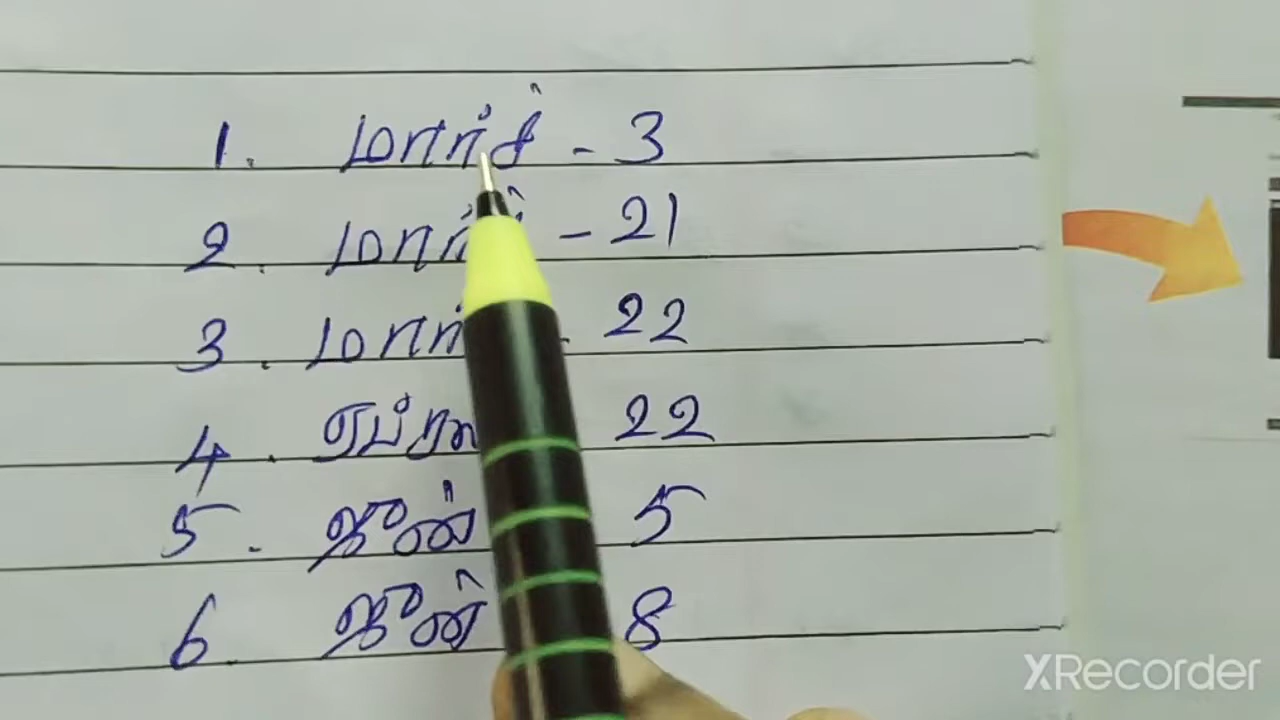 1. மார்ச் - 3
2. - 21
3. 22
4. 22
5. ஜூன் 5
6. ஜூன் 8
XRecorder